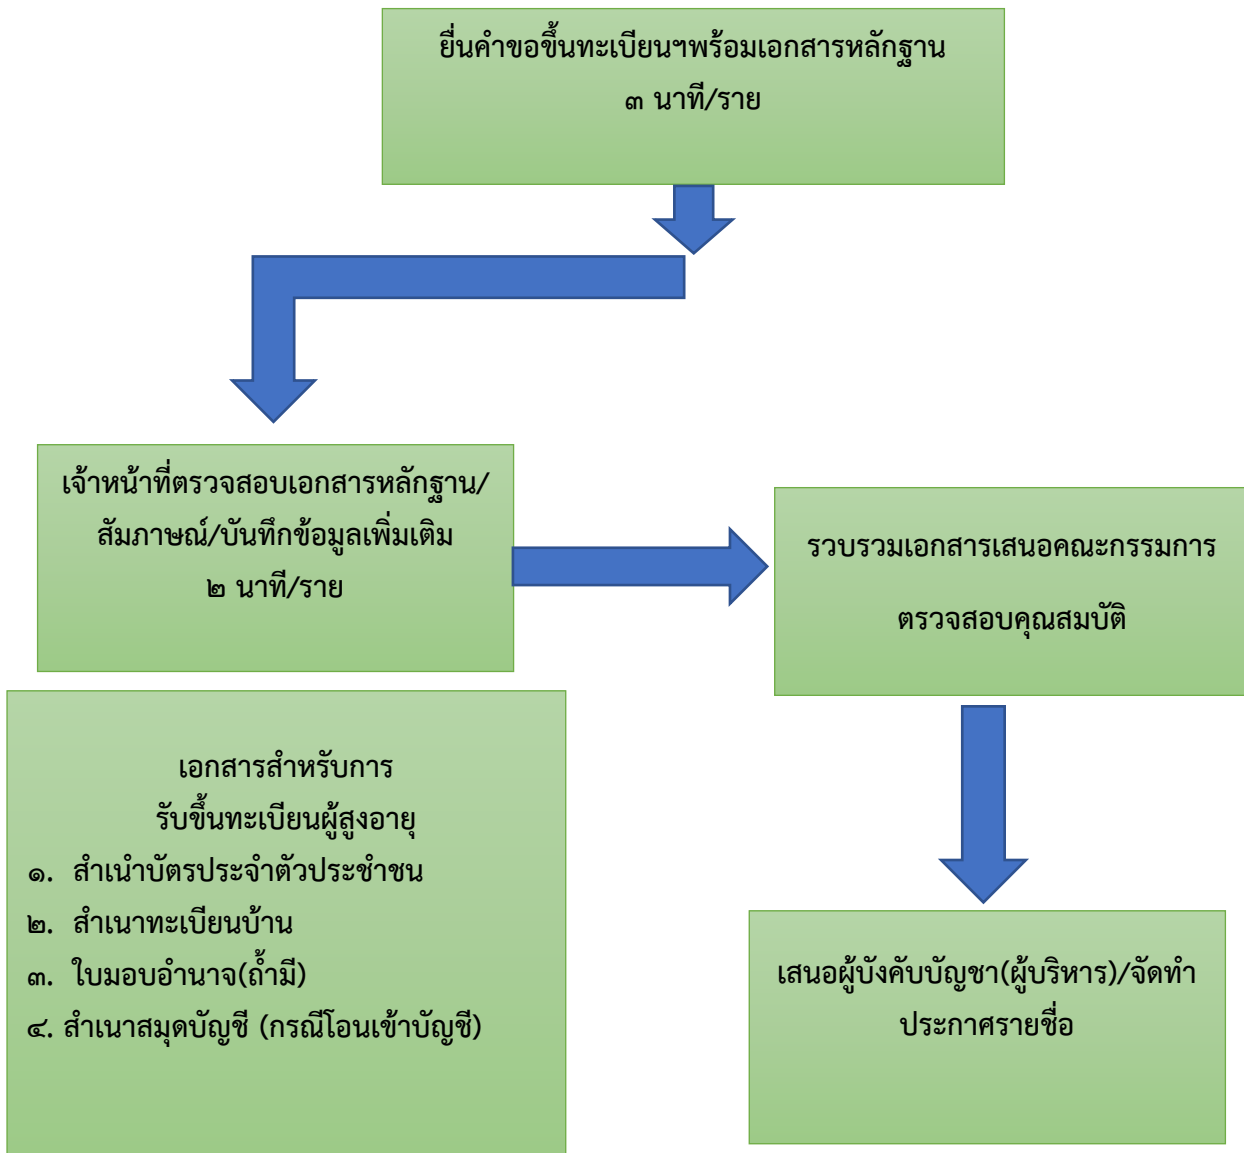 ยื่นคำขอขึ้นทะเบียนฯพร้อมเอกสารหลักฐาน
๓ นาที/ราย
เจ้าหน้าที่ตรวจสอบเอกสารหลักฐาน/
สัมภาษณ์/บันทึกข้อมูลเพิ่มเติม
๒ นาที/ราย
รวบรวมเอกสารเสนอคณะกรรมการ
ตรวจสอบคุณสมบัติ
เอกสารสำหรับการ
รับขึ้นทะเบียนผู้สูงอายุ
๑. สำเนำบัตรประจำตัวประชำชน
๒. สำเนาทะเบียนบ้าน
๓. ใบมอบอำนาจ(ถ้ำมี)
๔. สำเนาสมุดบัญชี (กรณีโอนเข้าบัญชี)
เสนอผู้บังคับบัญชา(ผู้บริหาร)/จัดทำ
ประกาศรายชื่อ